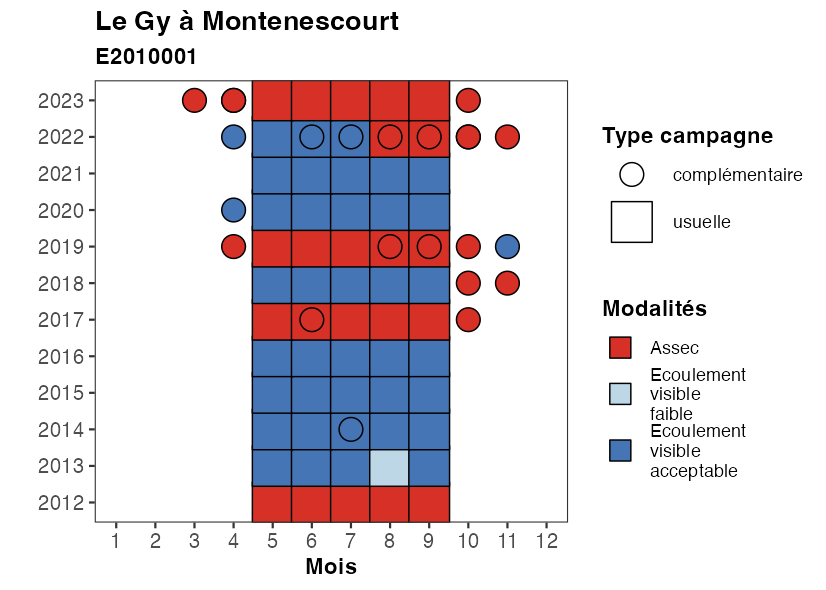 Le Gy à Montenescourt
E2010001
2023
2022
2021
2020
2019
2018
2017
2016
2015
2014
2013
2012
1 2 3 4 5 6 7 8 9 10 11 12
Mois
Type campagne
complémentaire
usuelle
Modalités
Assec
Ecoulement
visible
faible
Ecoulement
visible
acceptable